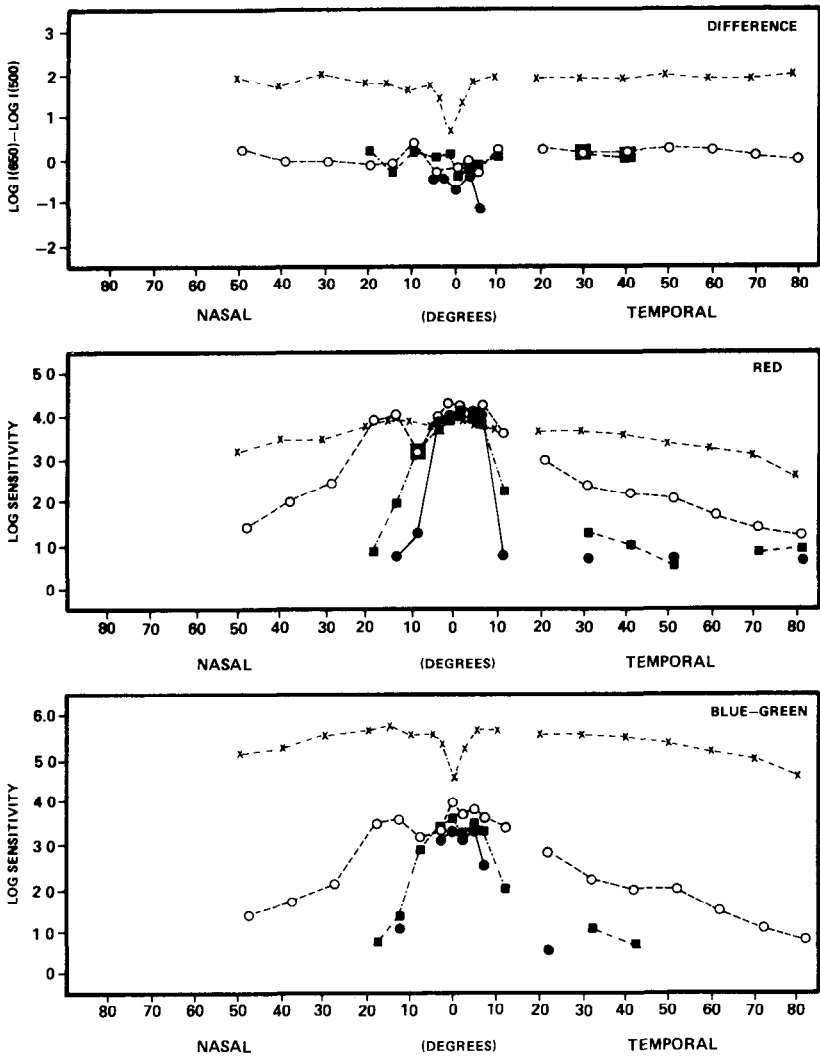 DIFFERENCE
LOG I(650)–LOG I(500)
3
2
1
0
−1
−2
80 70 60 50 40 30 20 10 0 10 20 30 40 50 60 70 80
NASAL (DEGREES) TEMPORAL
RED
LOG SENSITIVITY
5 0
4 0
3 0
2 0
1 0
0
80 70 60 50 40 30 20 10 0 10 20 30 40 50 60 70 80
NASAL (DEGREES) TEMPORAL
BLUE–GREEN
LOG SENSITIVITY
6.0
5 0
4 0
3 0
2 0
1 0
0
80 70 60 50 40 30 20 10 0 10 20 30 40 50 60 70 80
NASAL (DEGREES) TEMPORAL